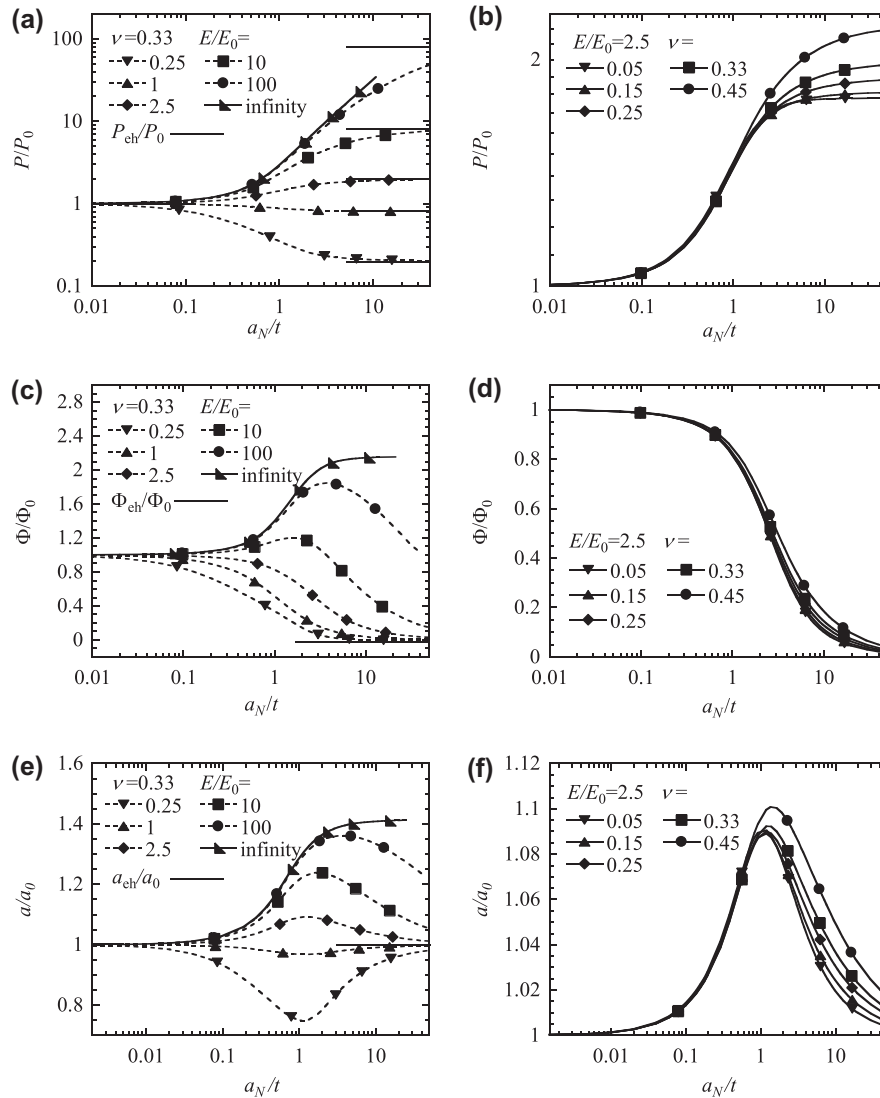 (a)
100
10
1
0.1
P/P0
ν=0.33 E/E0=
0.25 10
1 100
2.5 infinity
Peh/P0
0.01 0.1 1 10
aN/t
(b)
2
1
P/P0
E/E0=2.5 ν=
0.05 0.33
0.15 0.45
0.25
0.01 0.1 1 10
aN/t
(c)
2.8
2.4
2
1.6
1.2
0.8
0.4
0
Φ/Φ0
ν=0.33 E/E0=
0.25 10
1 100
2.5 infinity
Φeh/Φ0
0.01 0.1 1 10
aN/t
(d)
1
0.8
0.6
0.4
0.2
0
Φ/Φ0
E/E0=2.5 ν=
0.05 0.33
0.15 0.45
0.25
0.01 0.1 1 10
aN/t
(e)
1.6
1.4
1.2
1
0.8
a/a0
ν=0.33 E/E0=
0.25 10
1 100
2.5 infinity
aeh/a0
0.01 0.1 1 10
aN/t
(f)
1.12
1.1
1.08
1.06
1.04
1.02
1
a/a0
E/E0=2.5 ν=
0.05 0.33
0.15 0.45
0.25
0.01 0.1 1 10
aN/t